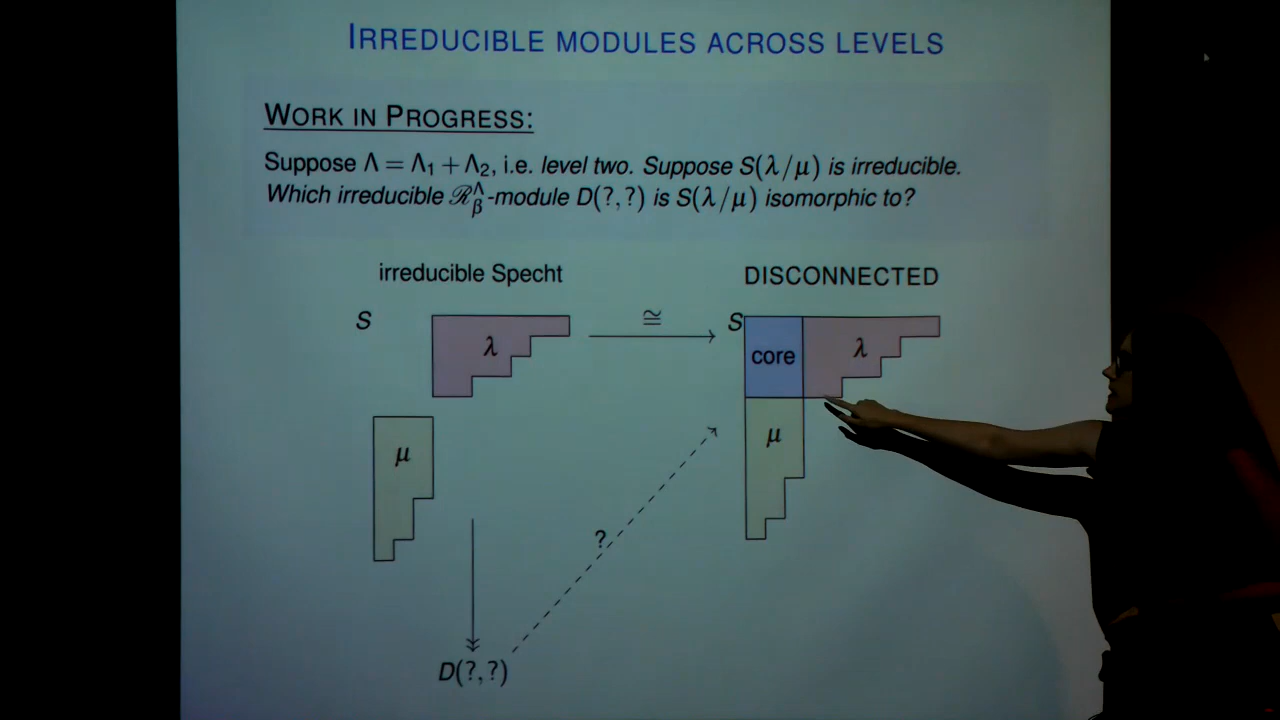 IRREDUCIBLE MODULES ACROSS LEVELS
WORK IN PROGRESS:
Suppose Λ = Λ₁ + Λ₂, i.e. level two. Suppose S(λ/μ) is irreducible.
Which irreducible ℛ_β^Λ-module D(?,?) is S(λ/μ) isomorphic to?
irreducible Specht
DISCONNECTED
S
λ
≅
S
core
λ
μ
μ
?
D(?,?)